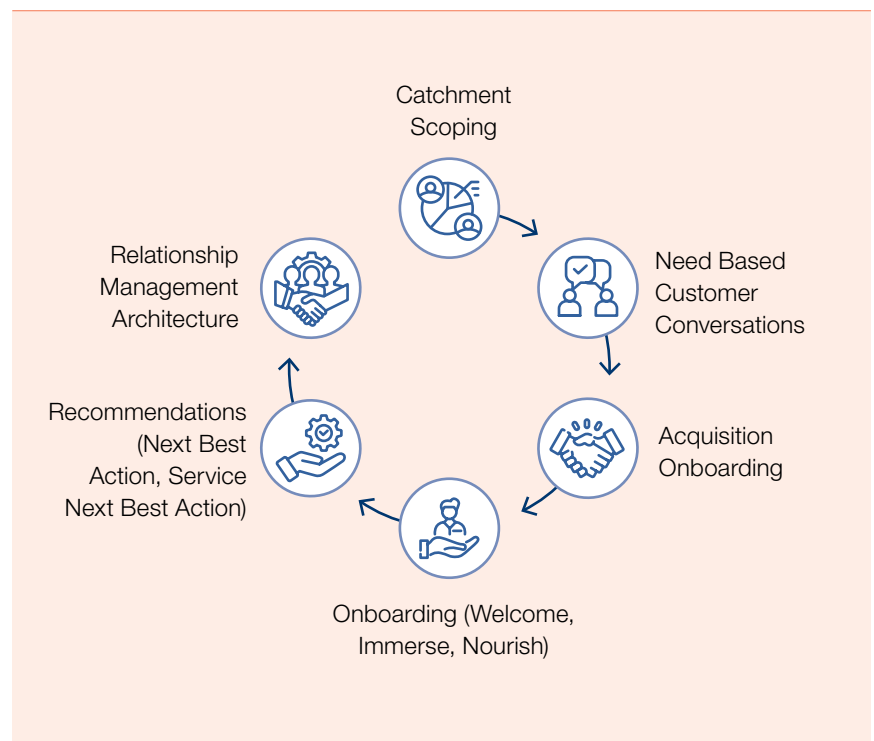 Catchment
Scoping
Need Based
Customer
Conversations
Acquisition
Onboarding
Onboarding (Welcome,
Immerse, Nourish)
Recommendations
(Next Best
Action, Service
Next Best Action)
Relationship
Management
Architecture